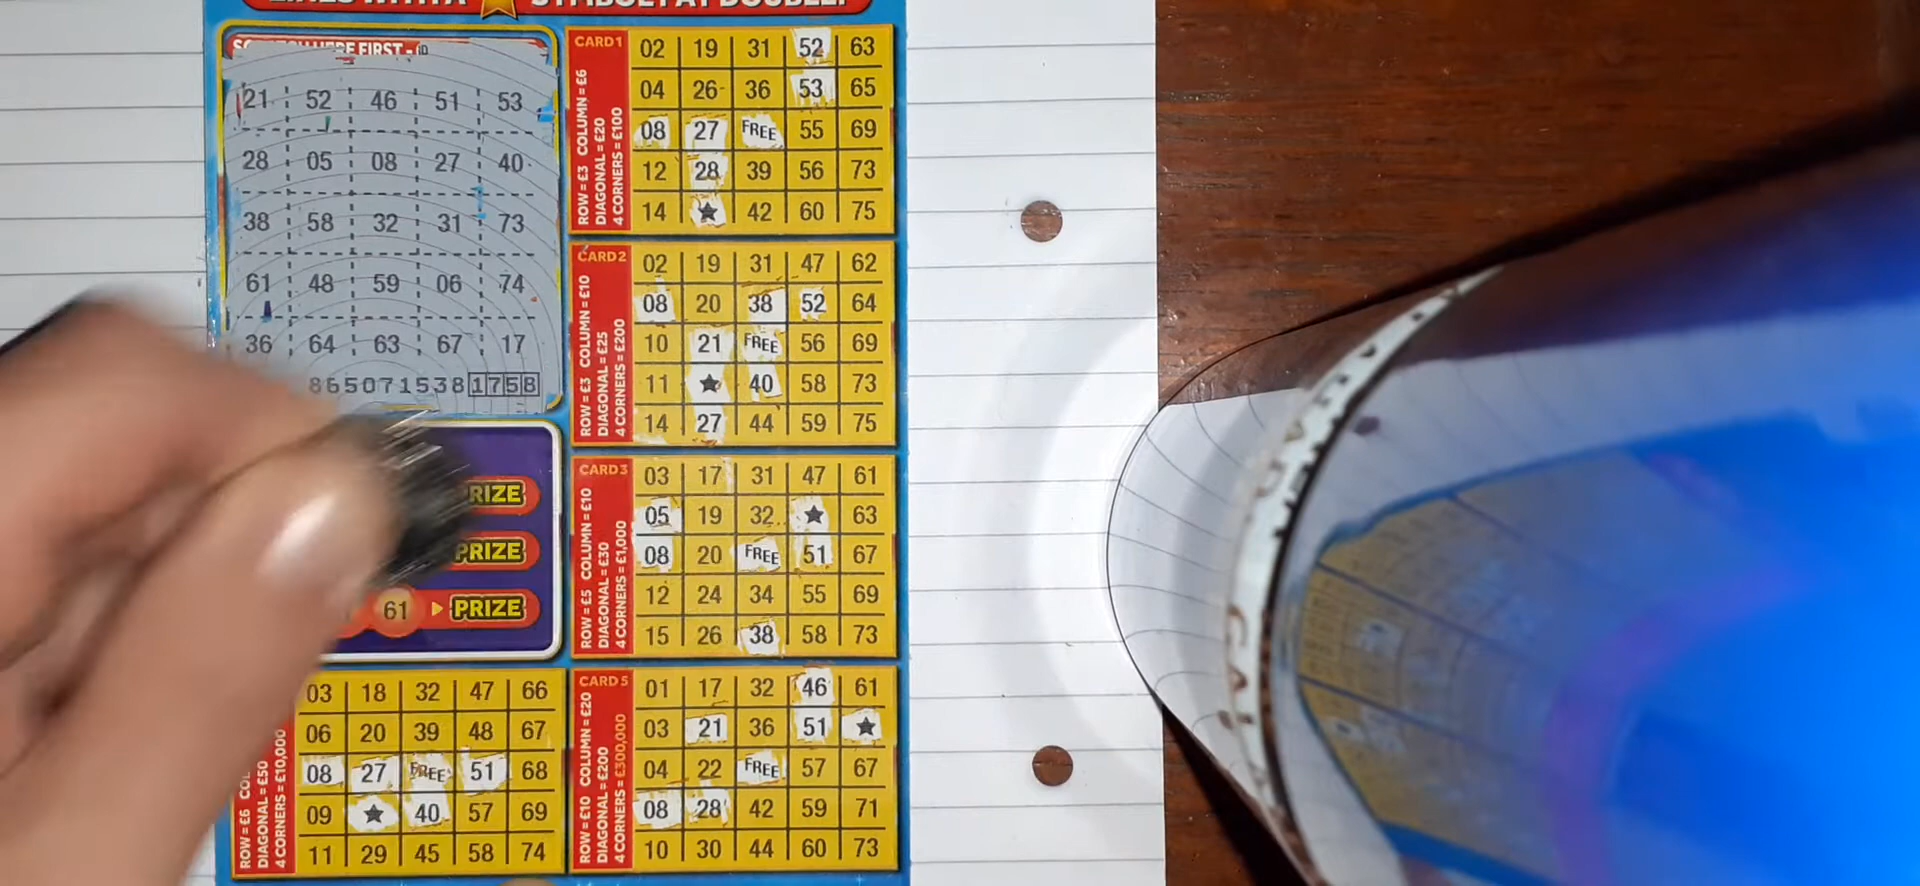 LINES WITH A SYMBOL AT DOUBLE!
HERE FIRST -
21 52 46 51 53
28 05 08 27 40
38 58 32 31 73
61 48 59 06 74
36 64 63 67 17
865071538 1758
PRIZE
PRIZE
61 PRIZE
CARD 1
ROW = £3 COLUMN = £6
DIAGONAL = £20
4 CORNERS = £100
02 19 31 52 63
04 26 36 53 65
08 27 FREE 55 69
12 28 39 56 73
14 ★ 42 60 75
CARD 2
ROW = £3 COLUMN = £10
DIAGONAL = £25
4 CORNERS = £200
02 19 31 47 62
08 20 38 52 64
10 21 FREE 56 69
11 ★ 40 58 73
14 27 44 59 75
CARD 3
ROW = £5 COLUMN = £10
DIAGONAL = £30
4 CORNERS = £1,000
03 17 31 47 61
05 19 32 ★ 63
08 20 FREE 51 67
12 24 34 55 69
15 26 38 58 73
ROW = £6
DIAGONAL = £50
4 CORNERS = £10,000
03 18 32 47 66
06 20 39 48 67
08 27 FREE 51 68
09 ★ 40 57 69
11 29 45 58 74
CARD 5
ROW = £10 COLUMN = £20
DIAGONAL = £200
4 CORNERS = £300,000
01 17 32 46 61
03 21 36 51 ★
04 22 FREE 57 67
08 28 42 59 71
10 30 44 60 73